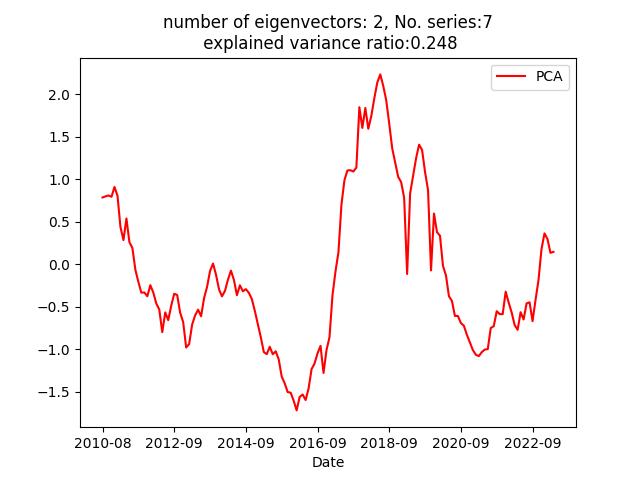 number of eigenvectors: 2, No. series:7
explained variance ratio:0.248
PCA
2.0
1.5
1.0
0.5
0.0
−0.5
−1.0
−1.5
2010-08 2012-09 2014-09 2016-09 2018-09 2020-09 2022-09
Date